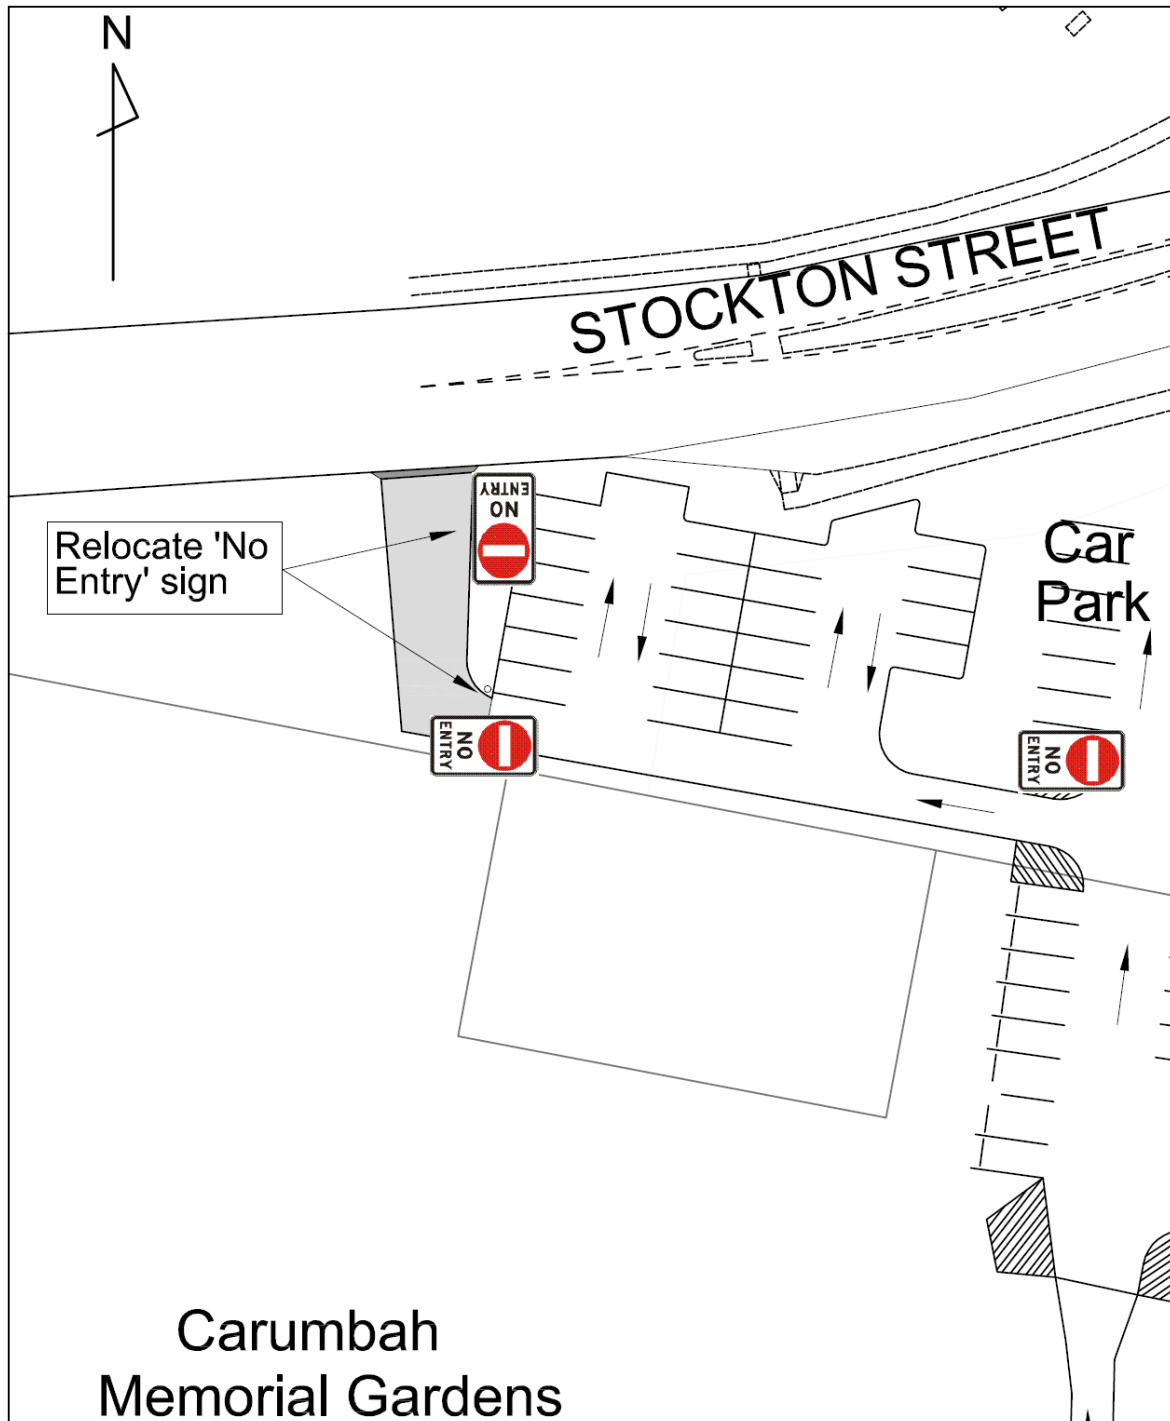 N
STOCKTON STREET
NO
ENTRY
Relocate 'No
Entry' sign
Car
Park
NO
ENTRY
NO
ENTRY
Carumbah
Memorial Gardens